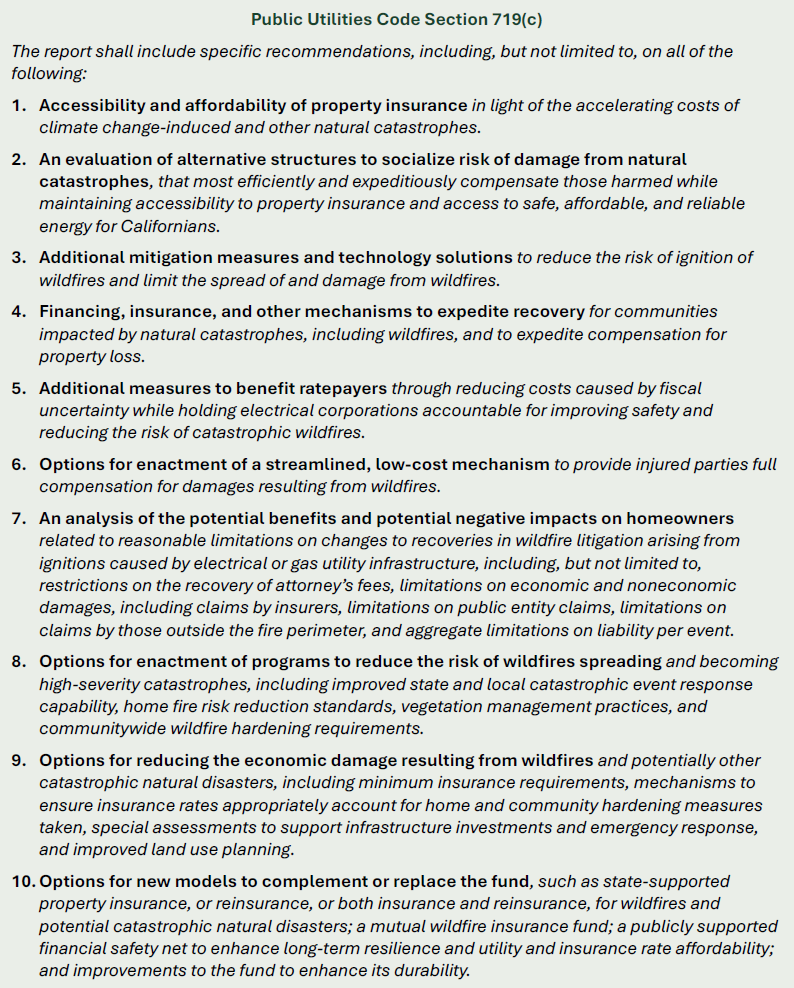 Public Utilities Code Section 719(c)
The report shall include specific recommendations, including, but not limited to, on all of the
following:
1. Accessibility and affordability of property insurance in light of the accelerating costs of
climate change-induced and other natural catastrophes.
2. An evaluation of alternative structures to socialize risk of damage from natural
catastrophes, that most efficiently and expeditiously compensate those harmed while
maintaining accessibility to property insurance and access to safe, affordable, and reliable
energy for Californians.
3. Additional mitigation measures and technology solutions to reduce the risk of ignition of
wildfires and limit the spread of and damage from wildfires.
4. Financing, insurance, and other mechanisms to expedite recovery for communities
impacted by natural catastrophes, including wildfires, and to expedite compensation for
property loss.
5. Additional measures to benefit ratepayers through reducing costs caused by fiscal
uncertainty while holding electrical corporations accountable for improving safety and
reducing the risk of catastrophic wildfires.
6. Options for enactment of a streamlined, low-cost mechanism to provide injured parties full
compensation for damages resulting from wildfires.
7. An analysis of the potential benefits and potential negative impacts on homeowners
related to reasonable limitations on changes to recoveries in wildfire litigation arising from
ignitions caused by electrical or gas utility infrastructure, including, but not limited to,
restrictions on the recovery of attorney's fees, limitations on economic and noneconomic
damages, including claims by insurers, limitations on public entity claims, limitations on
claims by those outside the fire perimeter, and aggregate limitations on liability per event.
8. Options for enactment of programs to reduce the risk of wildfires spreading and becoming
high-severity catastrophes, including improved state and local catastrophic event response
capability, home fire risk reduction standards, vegetation management practices, and
communitywide wildfire hardening requirements.
9. Options for reducing the economic damage resulting from wildfires and potentially other
catastrophic natural disasters, including minimum insurance requirements, mechanisms to
ensure insurance rates appropriately account for home and community hardening measures
taken, special assessments to support infrastructure investments and emergency response,
and improved land use planning.
10. Options for new models to complement or replace the fund, such as state-supported
property insurance, or reinsurance, or both insurance and reinsurance, for wildfires and
potential catastrophic natural disasters; a mutual wildfire insurance fund; a publicly supported
financial safety net to enhance long-term resilience and utility and insurance rate affordability;
and improvements to the fund to enhance its durability.